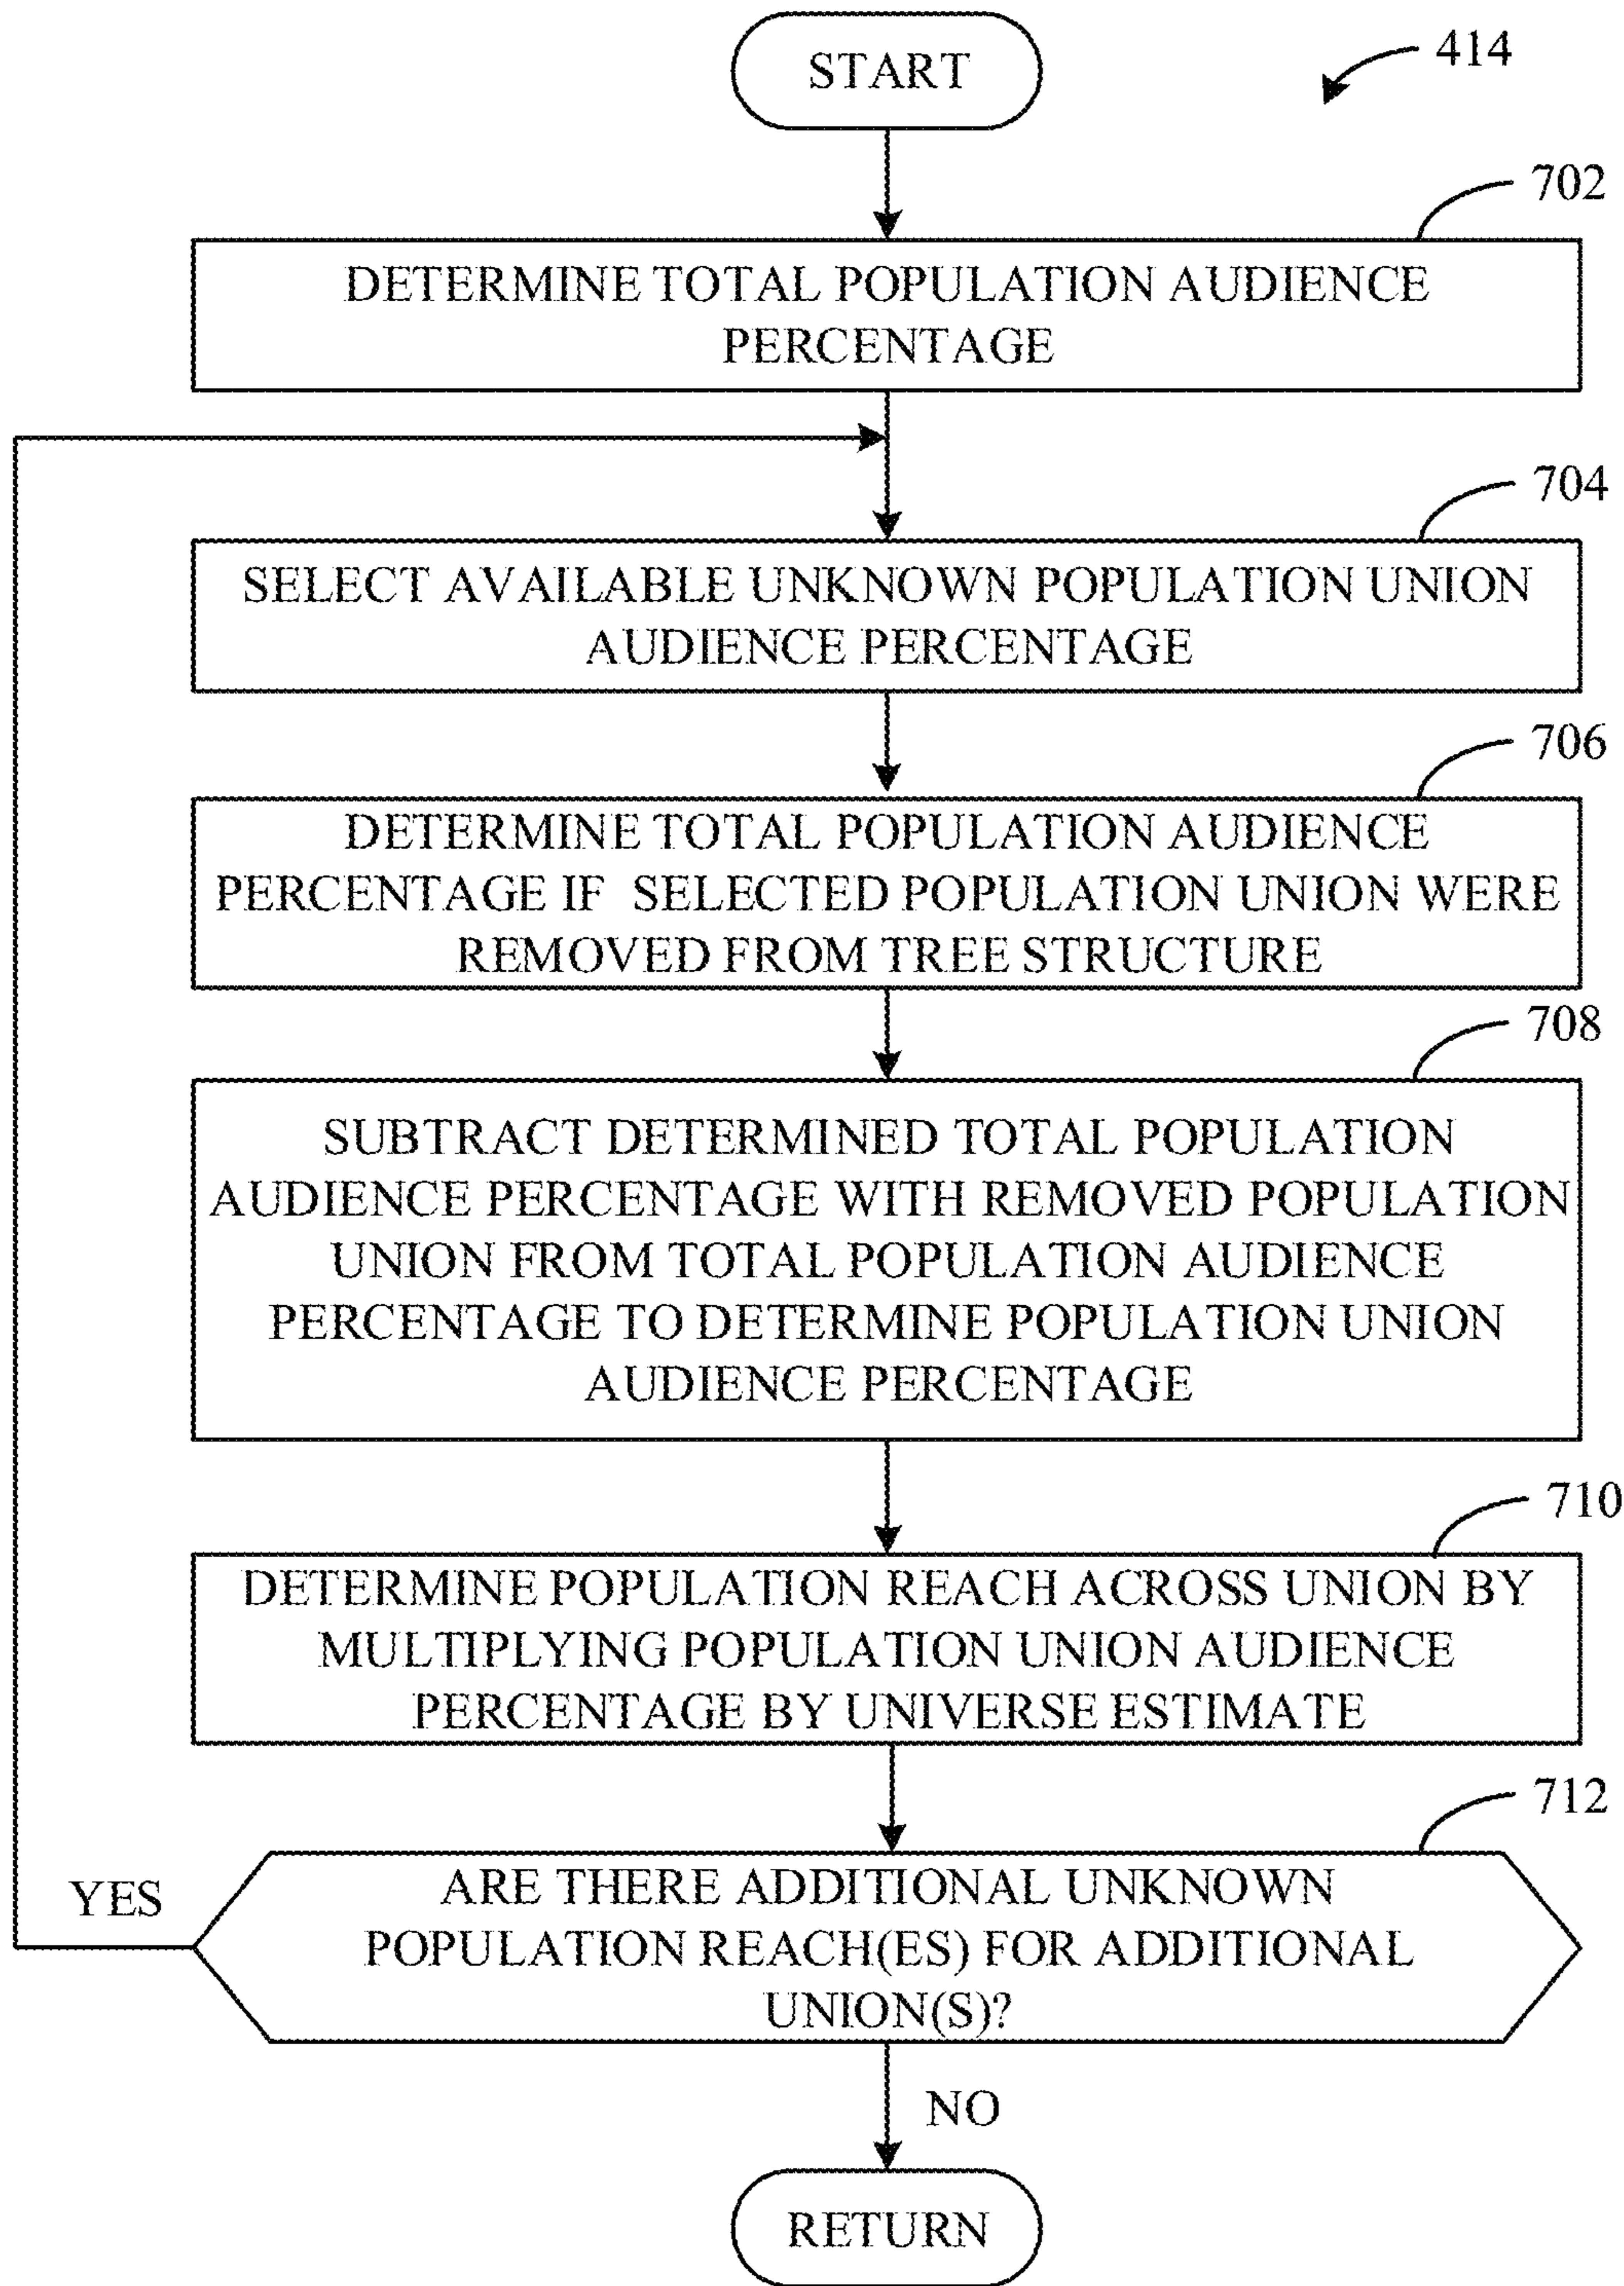 START
414
702
DETERMINE TOTAL POPULATION AUDIENCE
PERCENTAGE
704
SELECT AVAILABLE UNKNOWN POPULATION UNION
AUDIENCE PERCENTAGE
706
DETERMINE TOTAL POPULATION AUDIENCE
PERCENTAGE IF SELECTED POPULATION UNION WERE
REMOVED FROM TREE STRUCTURE
708
SUBTRACT DETERMINED TOTAL POPULATION
AUDIENCE PERCENTAGE WITH REMOVED POPULATION
UNION FROM TOTAL POPULATION AUDIENCE
PERCENTAGE TO DETERMINE POPULATION UNION
AUDIENCE PERCENTAGE
710
DETERMINE POPULATION REACH ACROSS UNION BY
MULTIPLYING POPULATION UNION AUDIENCE
PERCENTAGE BY UNIVERSE ESTIMATE
712
YES
ARE THERE ADDITIONAL UNKNOWN
POPULATION REACH(ES) FOR ADDITIONAL
UNION(S)?
NO
RETURN